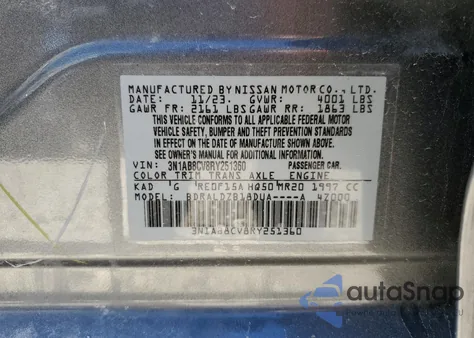 MANUFACTURED BY NISSAN MOTOR CO., LTD.
DATE: 11/23. GVWR: 4001 LBS
GAWR FR: 2161 LBS GAWR RR: 1863 LBS
THIS VEHICLE CONFORMS TO ALL APPLICABLE FEDERAL MOTOR
VEHICLE SAFETY, BUMPER AND THEFT PREVENTION STANDARDS
IN EFFECT ON THE DATE OF MANUFACTURE SHOWN ABOVE.
SEE OWNER'S MANUAL FOR ADDITIONAL INFORMATION.
VIN: 3N1AB8CV8RY251360 PASSENGER CAR.
COLOR TRIM TRANS AXLE ENGINE
KAD G RE0F15A HQ50 MR20 1997 CC
MODEL: BDRALDZB18DUA----A 4Z000
3N1AB8CV8RY251360
autoSnap